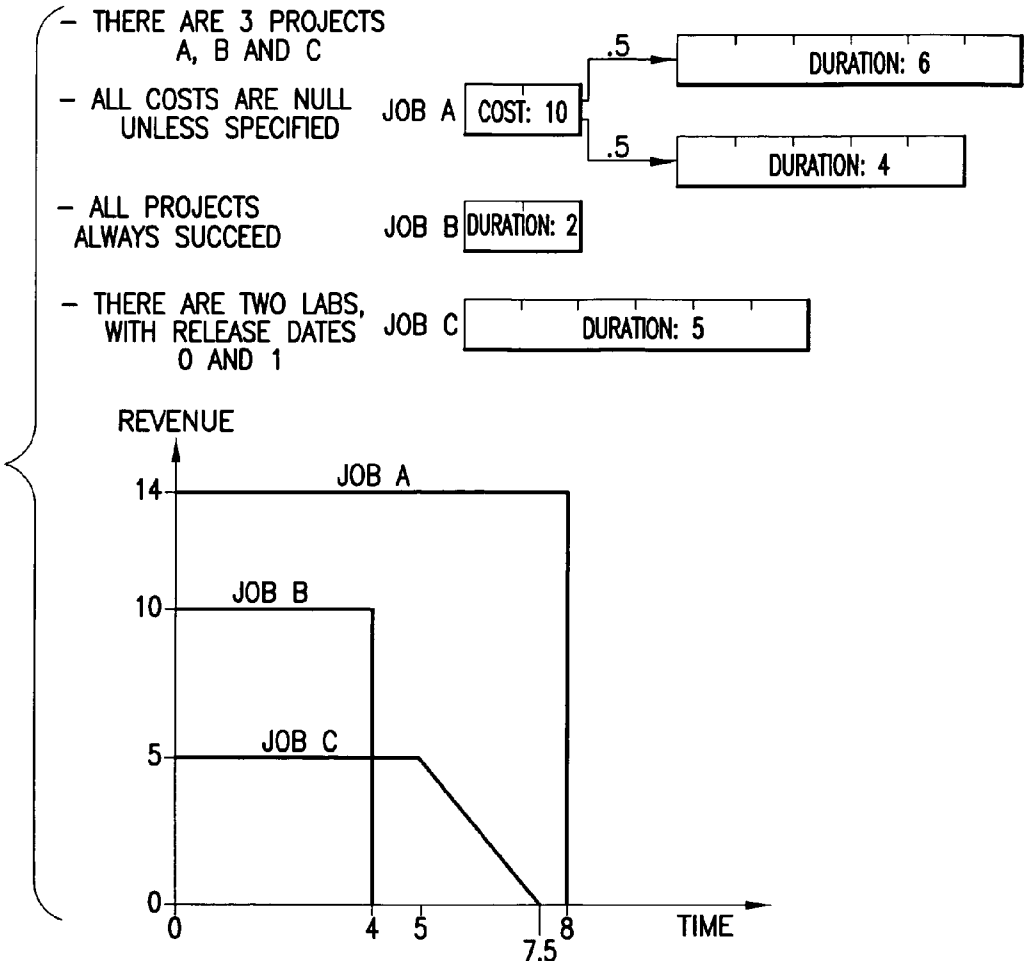 – THERE ARE 3 PROJECTS
A, B AND C
– ALL COSTS ARE NULL
UNLESS SPECIFIED
– ALL PROJECTS
ALWAYS SUCCEED
– THERE ARE TWO LABS,
WITH RELEASE DATES
0 AND 1
JOB A
COST: 10
.5
DURATION: 6
.5
DURATION: 4
JOB B
DURATION: 2
JOB C
DURATION: 5
REVENUE
14
JOB A
10
JOB B
5
JOB C
0
0
4
5
7.5
8
TIME